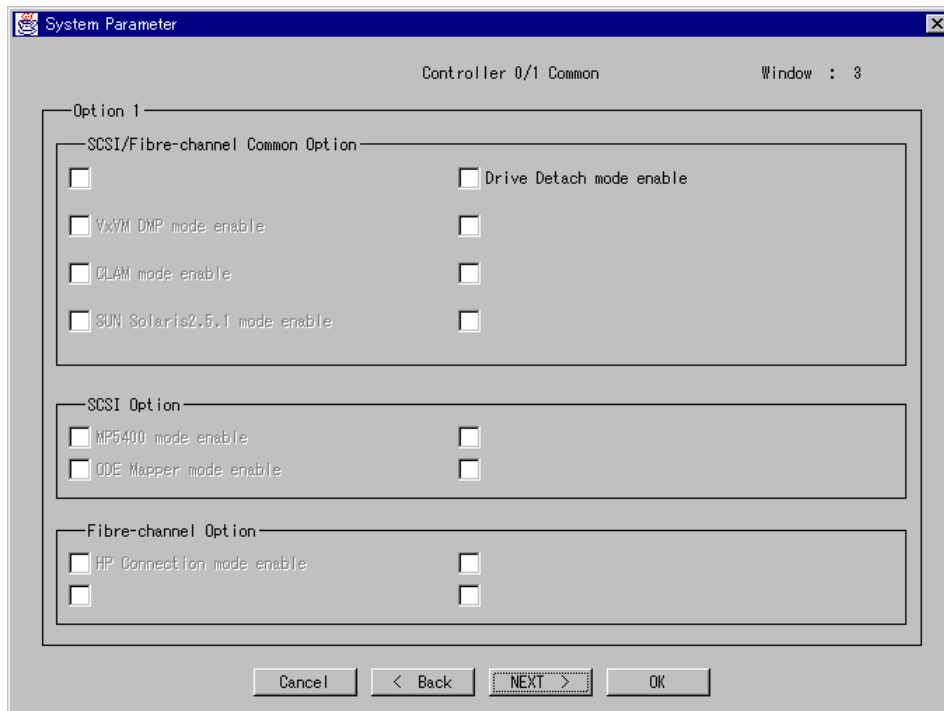 System Parameter
Controller 0/1 Common Window : 3
Option 1
SCSI/Fibre-channel Common Option
Drive Detach mode enable
VxVM DMP mode enable
CLAM mode enable
SUN Solaris2.5.1 mode enable
SCSI Option
MP5400 mode enable
ODE Mapper mode enable
Fibre-channel Option
HP Connection mode enable
Cancel < Back NEXT > OK